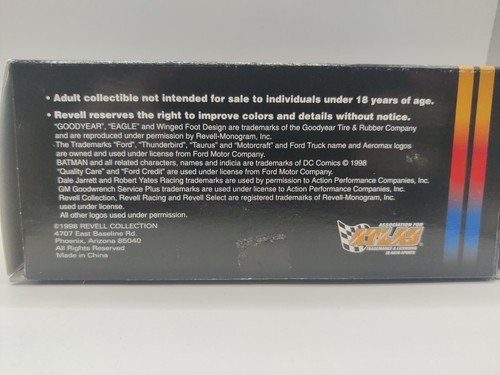 • Adult collectible not intended for sale to individuals under 18 years of age.
• Revell reserves the right to improve colors and details without notice.
"GOODYEAR", "EAGLE" and Winged Foot Design are trademarks of the Goodyear Tire & Rubber Company
and are reproduced under permission by Revell-Monogram, Inc.
The Trademarks "Ford", "Thunderbird", "Taurus" and "Motorcraft" and Ford Truck name and Aeromax logos
are owned and used under license from Ford Motor Company.
BATMAN and all related characters, names and indicia are trademarks of DC Comics © 1998
"Quality Care" and "Ford Credit" are used under license from Ford Motor Company.
Dale Jarrett and Robert Yates Racing trademarks are used by permission to Action Performance Companies, Inc.
GM Goodwrench Service Plus trademarks are used under license to Action Performance Companies, Inc.
Revell Collection, Revell Racing and Revell Select are registered trademarks of Revell-Monogram, Inc.
used under license.
All other logos used under permission.
©1998 REVELL COLLECTION
4707 East Baseline Rd.
Phoenix, Arizona 85040
All Rights Reserved
Made in China
ASSOCIATION FOR
TRADEMARK & LICENSING